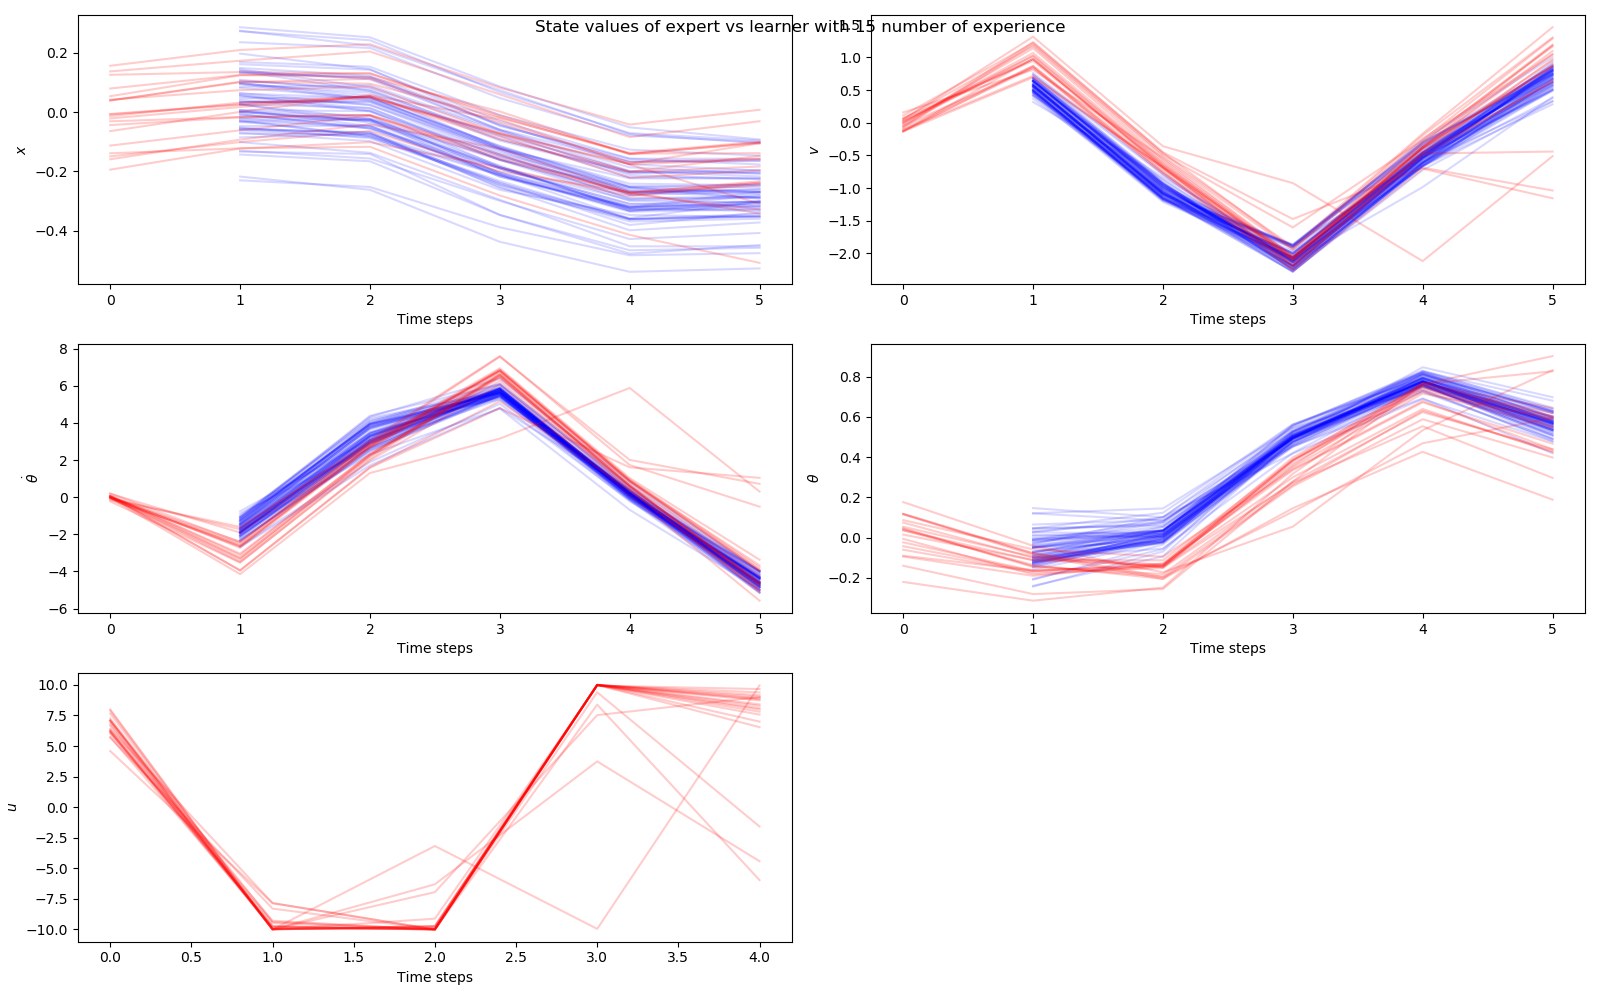 State values of expert vs learner with 15 number of experience
0.2
0.0
−0.2
−0.4
x
0 1 2 3 4 5
Time steps
1.5
1.0
0.5
0.0
−0.5
−1.0
−1.5
−2.0
v
0 1 2 3 4 5
Time steps
8
6
4
2
0
−2
−4
−6
θ̇
0 1 2 3 4 5
Time steps
0.8
0.6
0.4
0.2
0.0
−0.2
θ
0 1 2 3 4 5
Time steps
10.0
7.5
5.0
2.5
0.0
−2.5
−5.0
−7.5
−10.0
u
0.0 0.5 1.0 1.5 2.0 2.5 3.0 3.5 4.0
Time steps